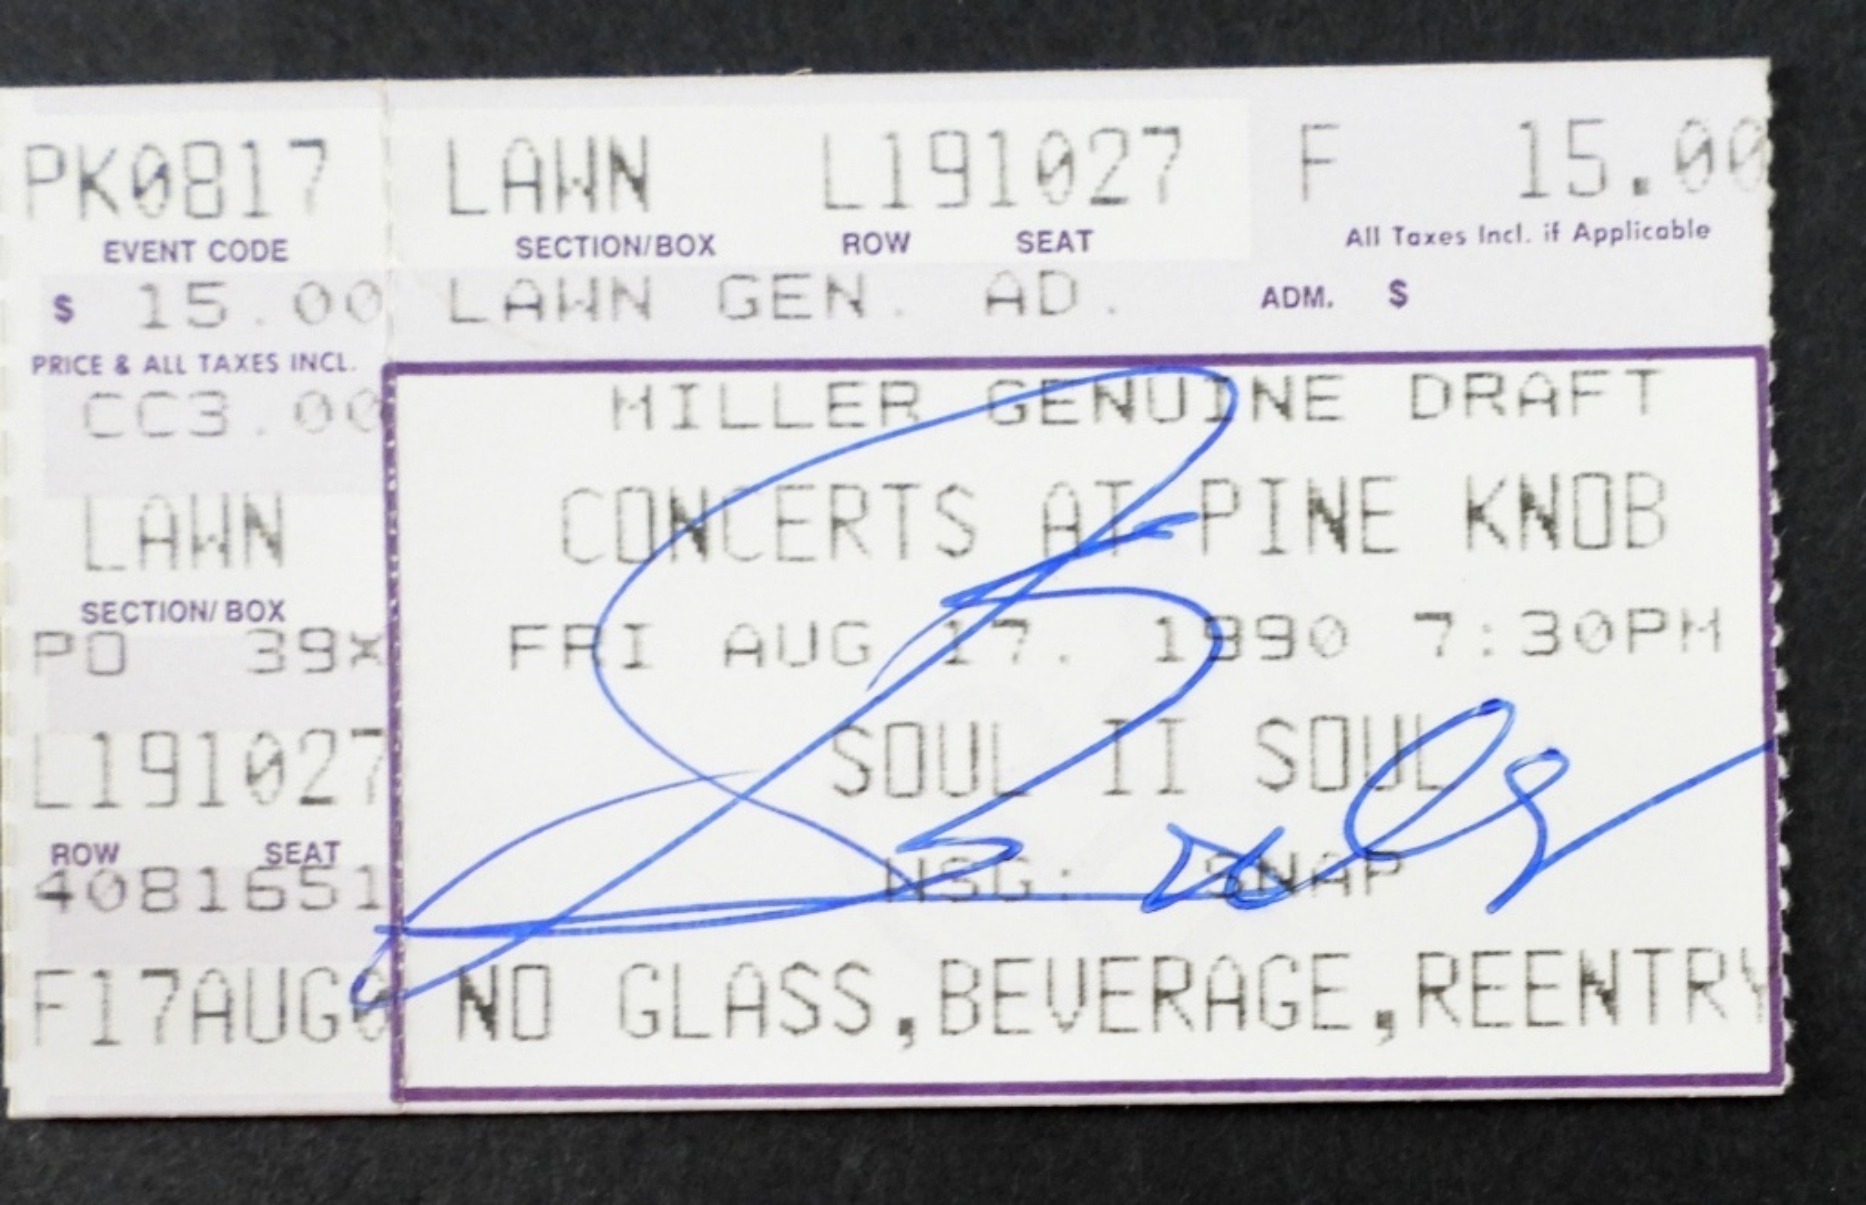 PK0817 LAWN L191027 F 15.00
EVENT CODE SECTION/BOX ROW SEAT All Taxes Incl. if Applicable
$ 15.00 LAWN GEN. AD. ADM. $
PRICE & ALL TAXES INCL.
CC3.00 MILLER GENUINE DRAFT
LAWN CONCERTS AT PINE KNOB
SECTION/BOX
PO 39X FRI AUG 17. 1990 7:30PM
L191027 SOUL II SOUL
ROW SEAT
4081651 WSG: SNAP
F17AUG0 NO GLASS,BEVERAGE,REENTRY